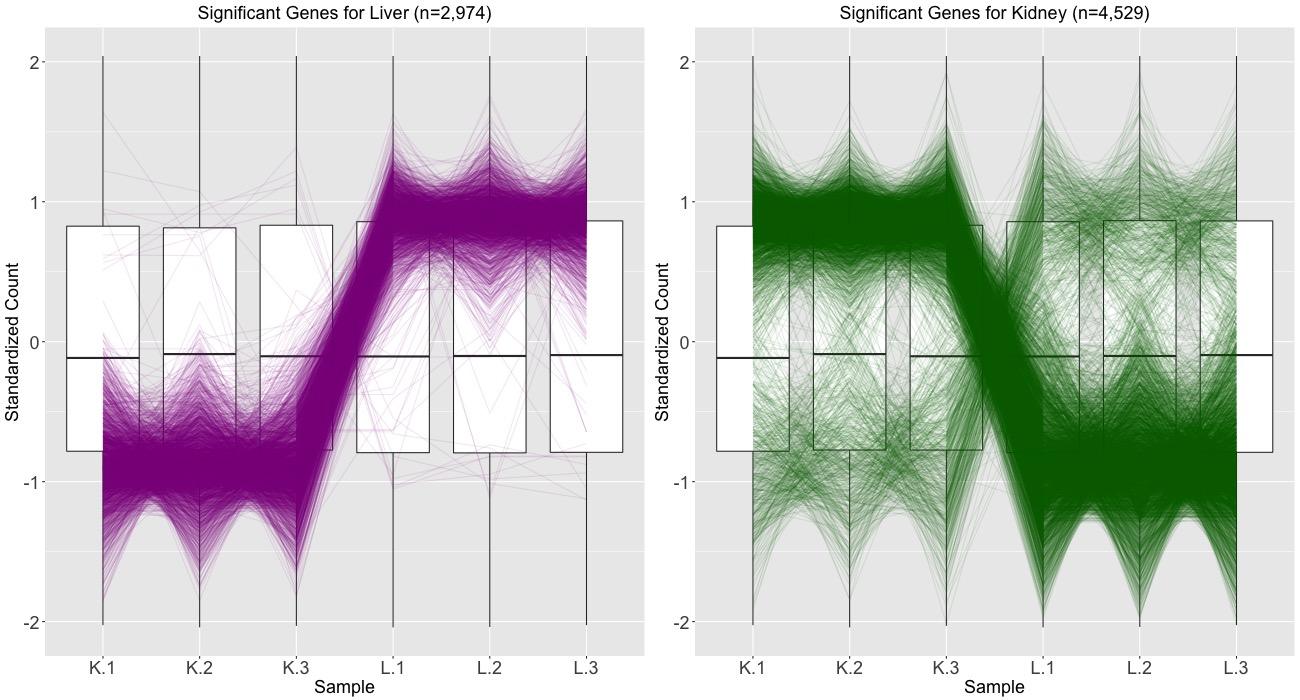 Significant Genes for Liver (n=2,974)
Standardized Count
2
1
0
-1
-2
K.1 K.2 K.3 L.1 L.2 L.3
Sample
Significant Genes for Kidney (n=4,529)
Standardized Count
2
1
0
-1
-2
K.1 K.2 K.3 L.1 L.2 L.3
Sample